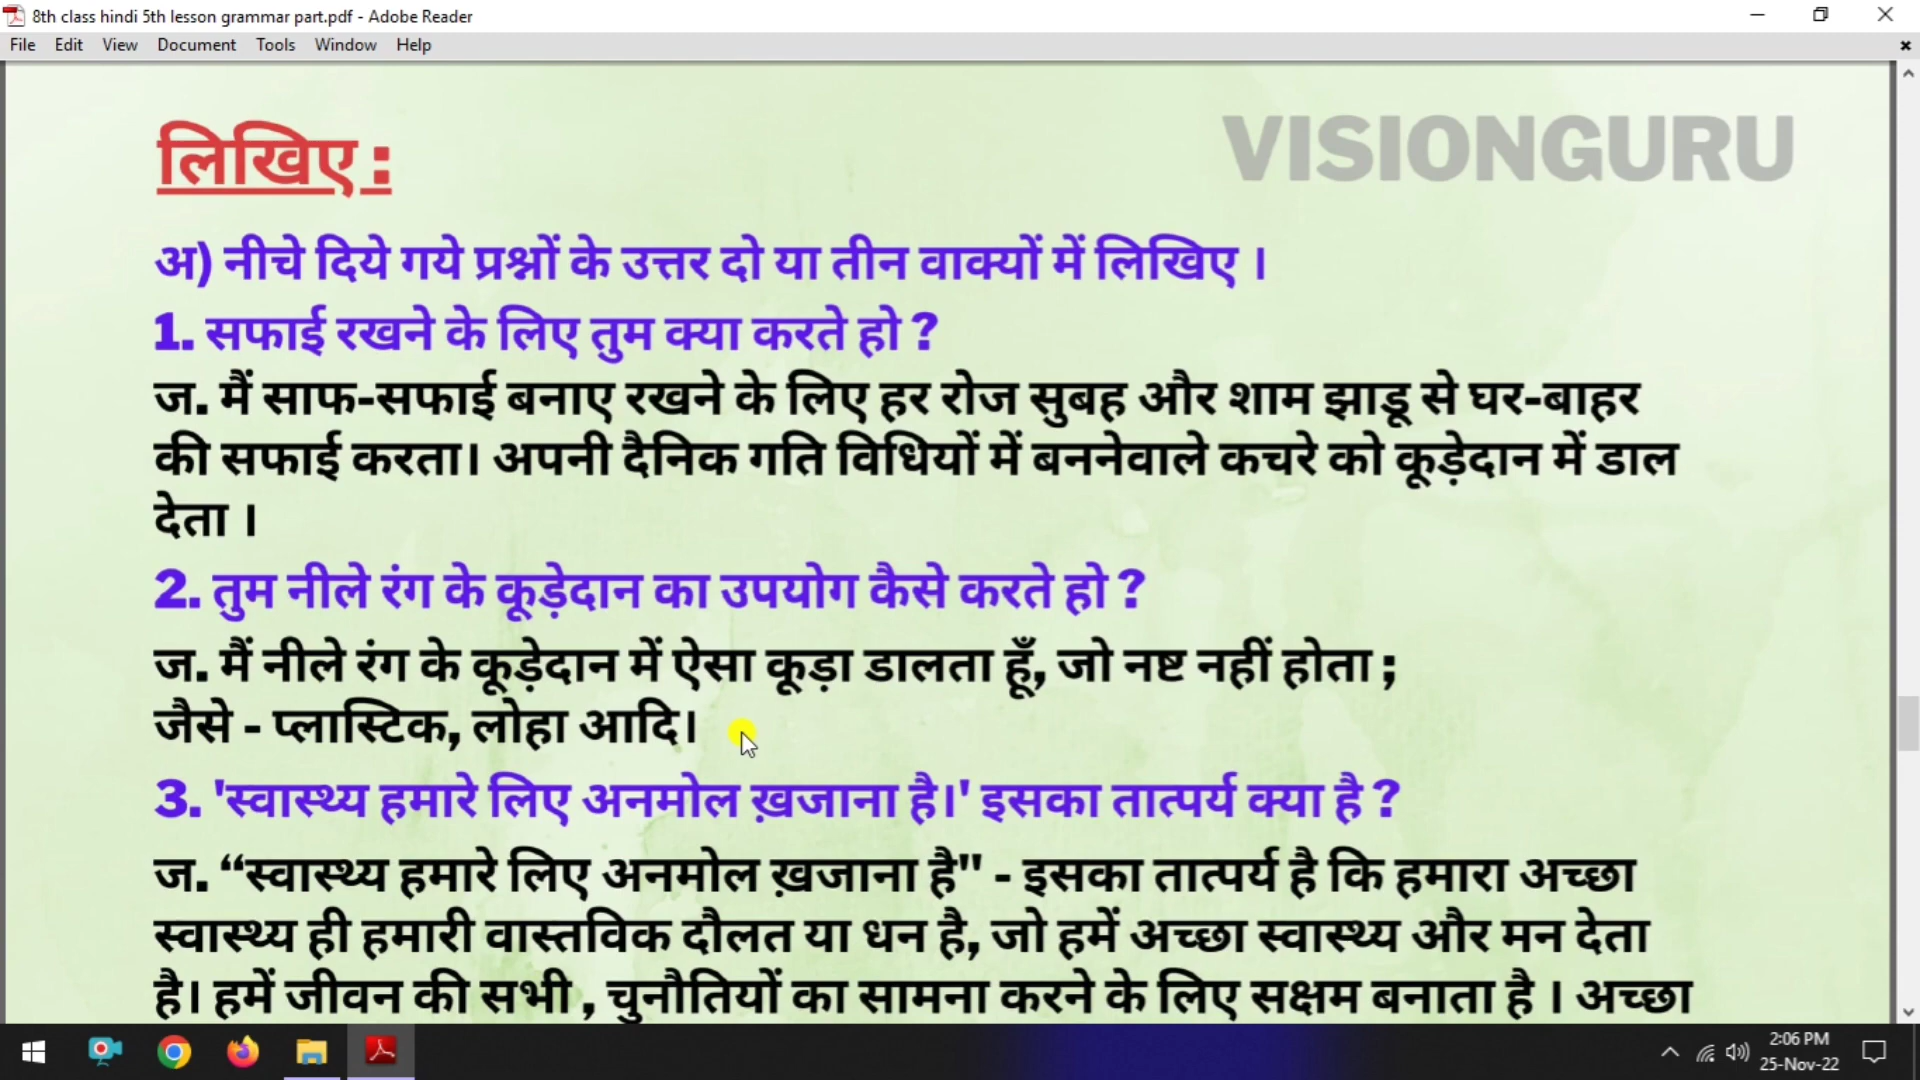 8th class hindi 5th lesson grammar part.pdf - Adobe Reader
File Edit View Document Tools Window Help
VISIONGURU
लिखिए :
अ) नीचे दिये गये प्रश्नों के उत्तर दो या तीन वाक्यों में लिखिए ।
1. सफाई रखने के लिए तुम क्या करते हो ?
ज. मैं साफ-सफाई बनाए रखने के लिए हर रोज सुबह और शाम झाडू से घर-बाहर
की सफाई करता। अपनी दैनिक गति विधियों में बननेवाले कचरे को कूड़ेदान में डाल
देता ।
2. तुम नीले रंग के कूड़ेदान का उपयोग कैसे करते हो ?
ज. मैं नीले रंग के कूड़ेदान में ऐसा कूड़ा डालता हूँ, जो नष्ट नहीं होता ;
जैसे - प्लास्टिक, लोहा आदि।
3. 'स्वास्थ्य हमारे लिए अनमोल ख़जाना है।' इसका तात्पर्य क्या है ?
ज. “स्वास्थ्य हमारे लिए अनमोल ख़जाना है" - इसका तात्पर्य है कि हमारा अच्छा
स्वास्थ्य ही हमारी वास्तविक दौलत या धन है, जो हमें अच्छा स्वास्थ्य और मन देता
है। हमें जीवन की सभी , चुनौतियों का सामना करने के लिए सक्षम बनाता है । अच्छा
2:06 PM
25-Nov-22